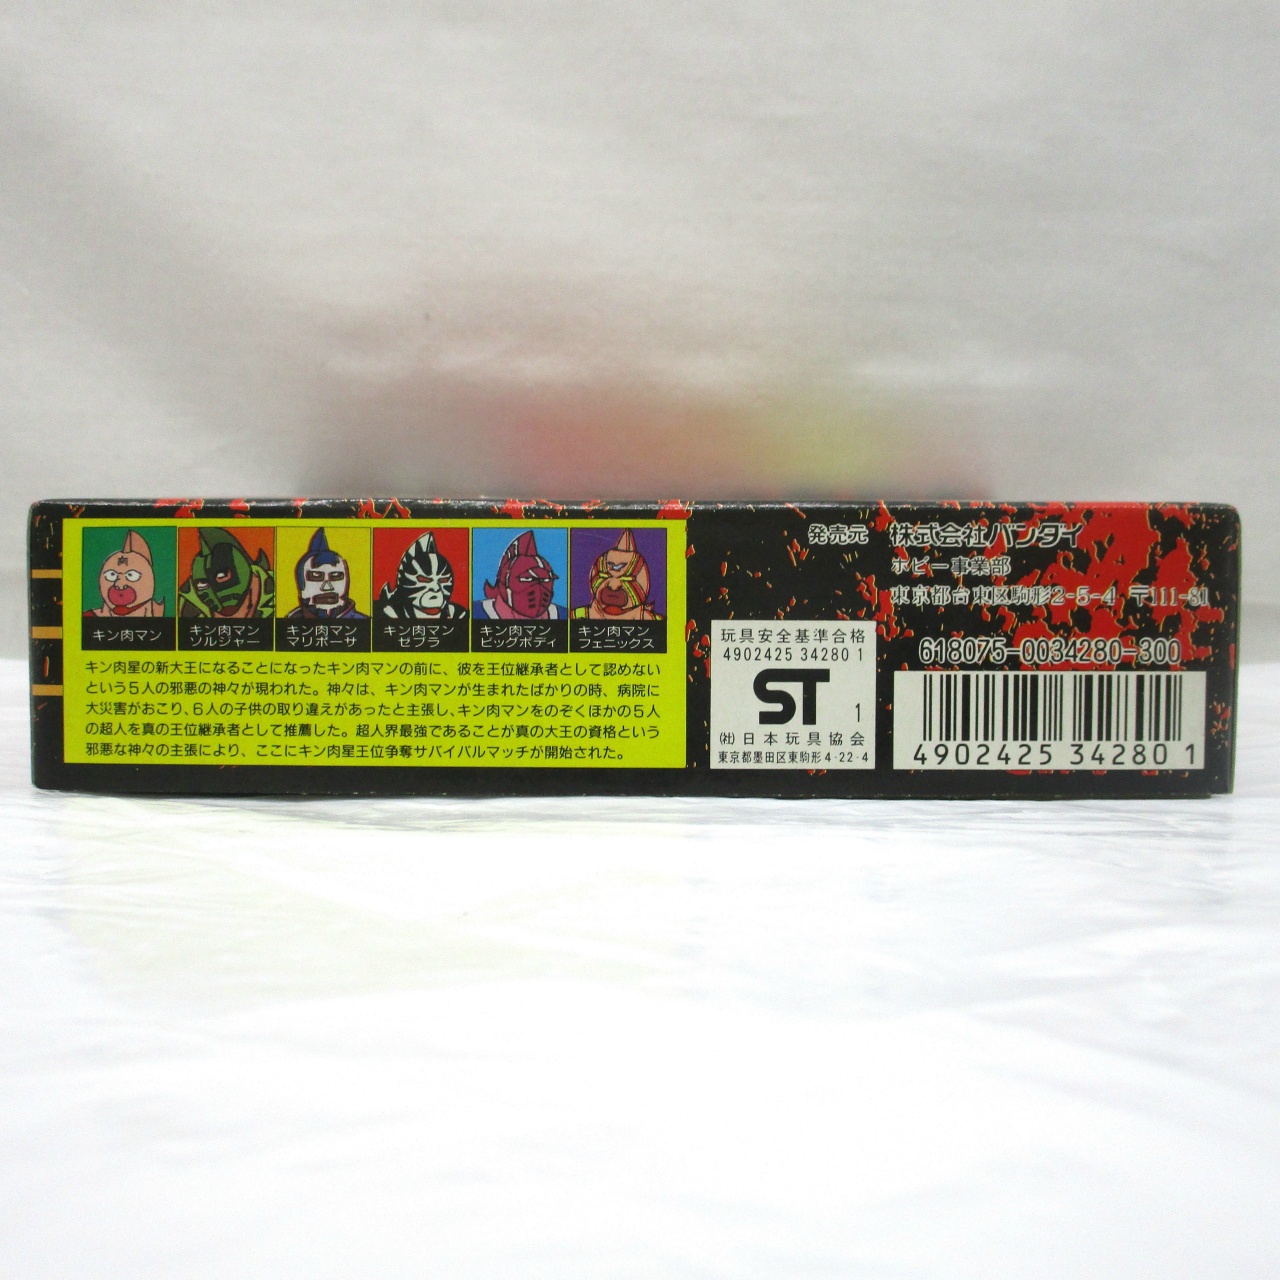 キン肉マン
キン肉マン
ソルジャー
キン肉マン
マリポーサ
キン肉マン
ゼブラ
キン肉マン
ビッグボディ
キン肉マン
フェニックス
キン肉星の新大王になることになったキン肉マンの前に、彼を王位継承者として認めない
という5人の邪悪の神々が現われた。神々は、キン肉マンが生まれたばかりの時、病院に
大災害がおこり、6人の子供の取り違えがあったと主張し、キン肉マンをのぞくほかの5人
の超人を真の王位継承者として推薦した。超人界最強であることが真の大王の資格という
邪悪な神々の主張により、ここにキン肉星王位争奪サバイバルマッチが開始された。
玩具安全基準合格
4902425 34280 1
ST 1
(社)日本玩具協会
東京都墨田区東駒形4-22-4
発売元 株式会社バンダイ
ホビー事業部
東京都台東区駒形2-5-4 〒111-81
618075-0034280-300
4902425 34280 1